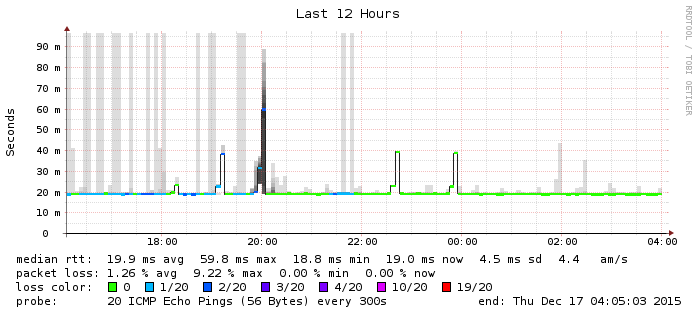 Last 12 Hours
RRDTOOL / TOBI OETIKER
Seconds
90 m
80 m
70 m
60 m
50 m
40 m
30 m
20 m
10 m
0
18:00 20:00 22:00 00:00 02:00 04:00
median rtt: 19.9 ms avg 59.8 ms max 18.8 ms min 19.0 ms now 4.5 ms sd 4.4 am/s
packet loss: 1.26 % avg 9.22 % max 0.00 % min 0.00 % now
loss color: 0 1/20 2/20 3/20 4/20 10/20 19/20
probe: 20 ICMP Echo Pings (56 Bytes) every 300s end: Thu Dec 17 04:05:03 2015